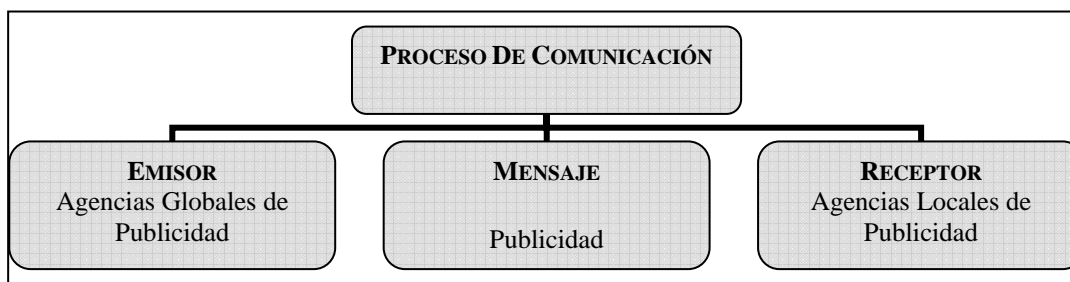 PROCESO DE COMUNICACIÓN
EMISOR
Agencias Globales de
Publicidad
MENSAJE
Publicidad
RECEPTOR
Agencias Locales de
Publicidad